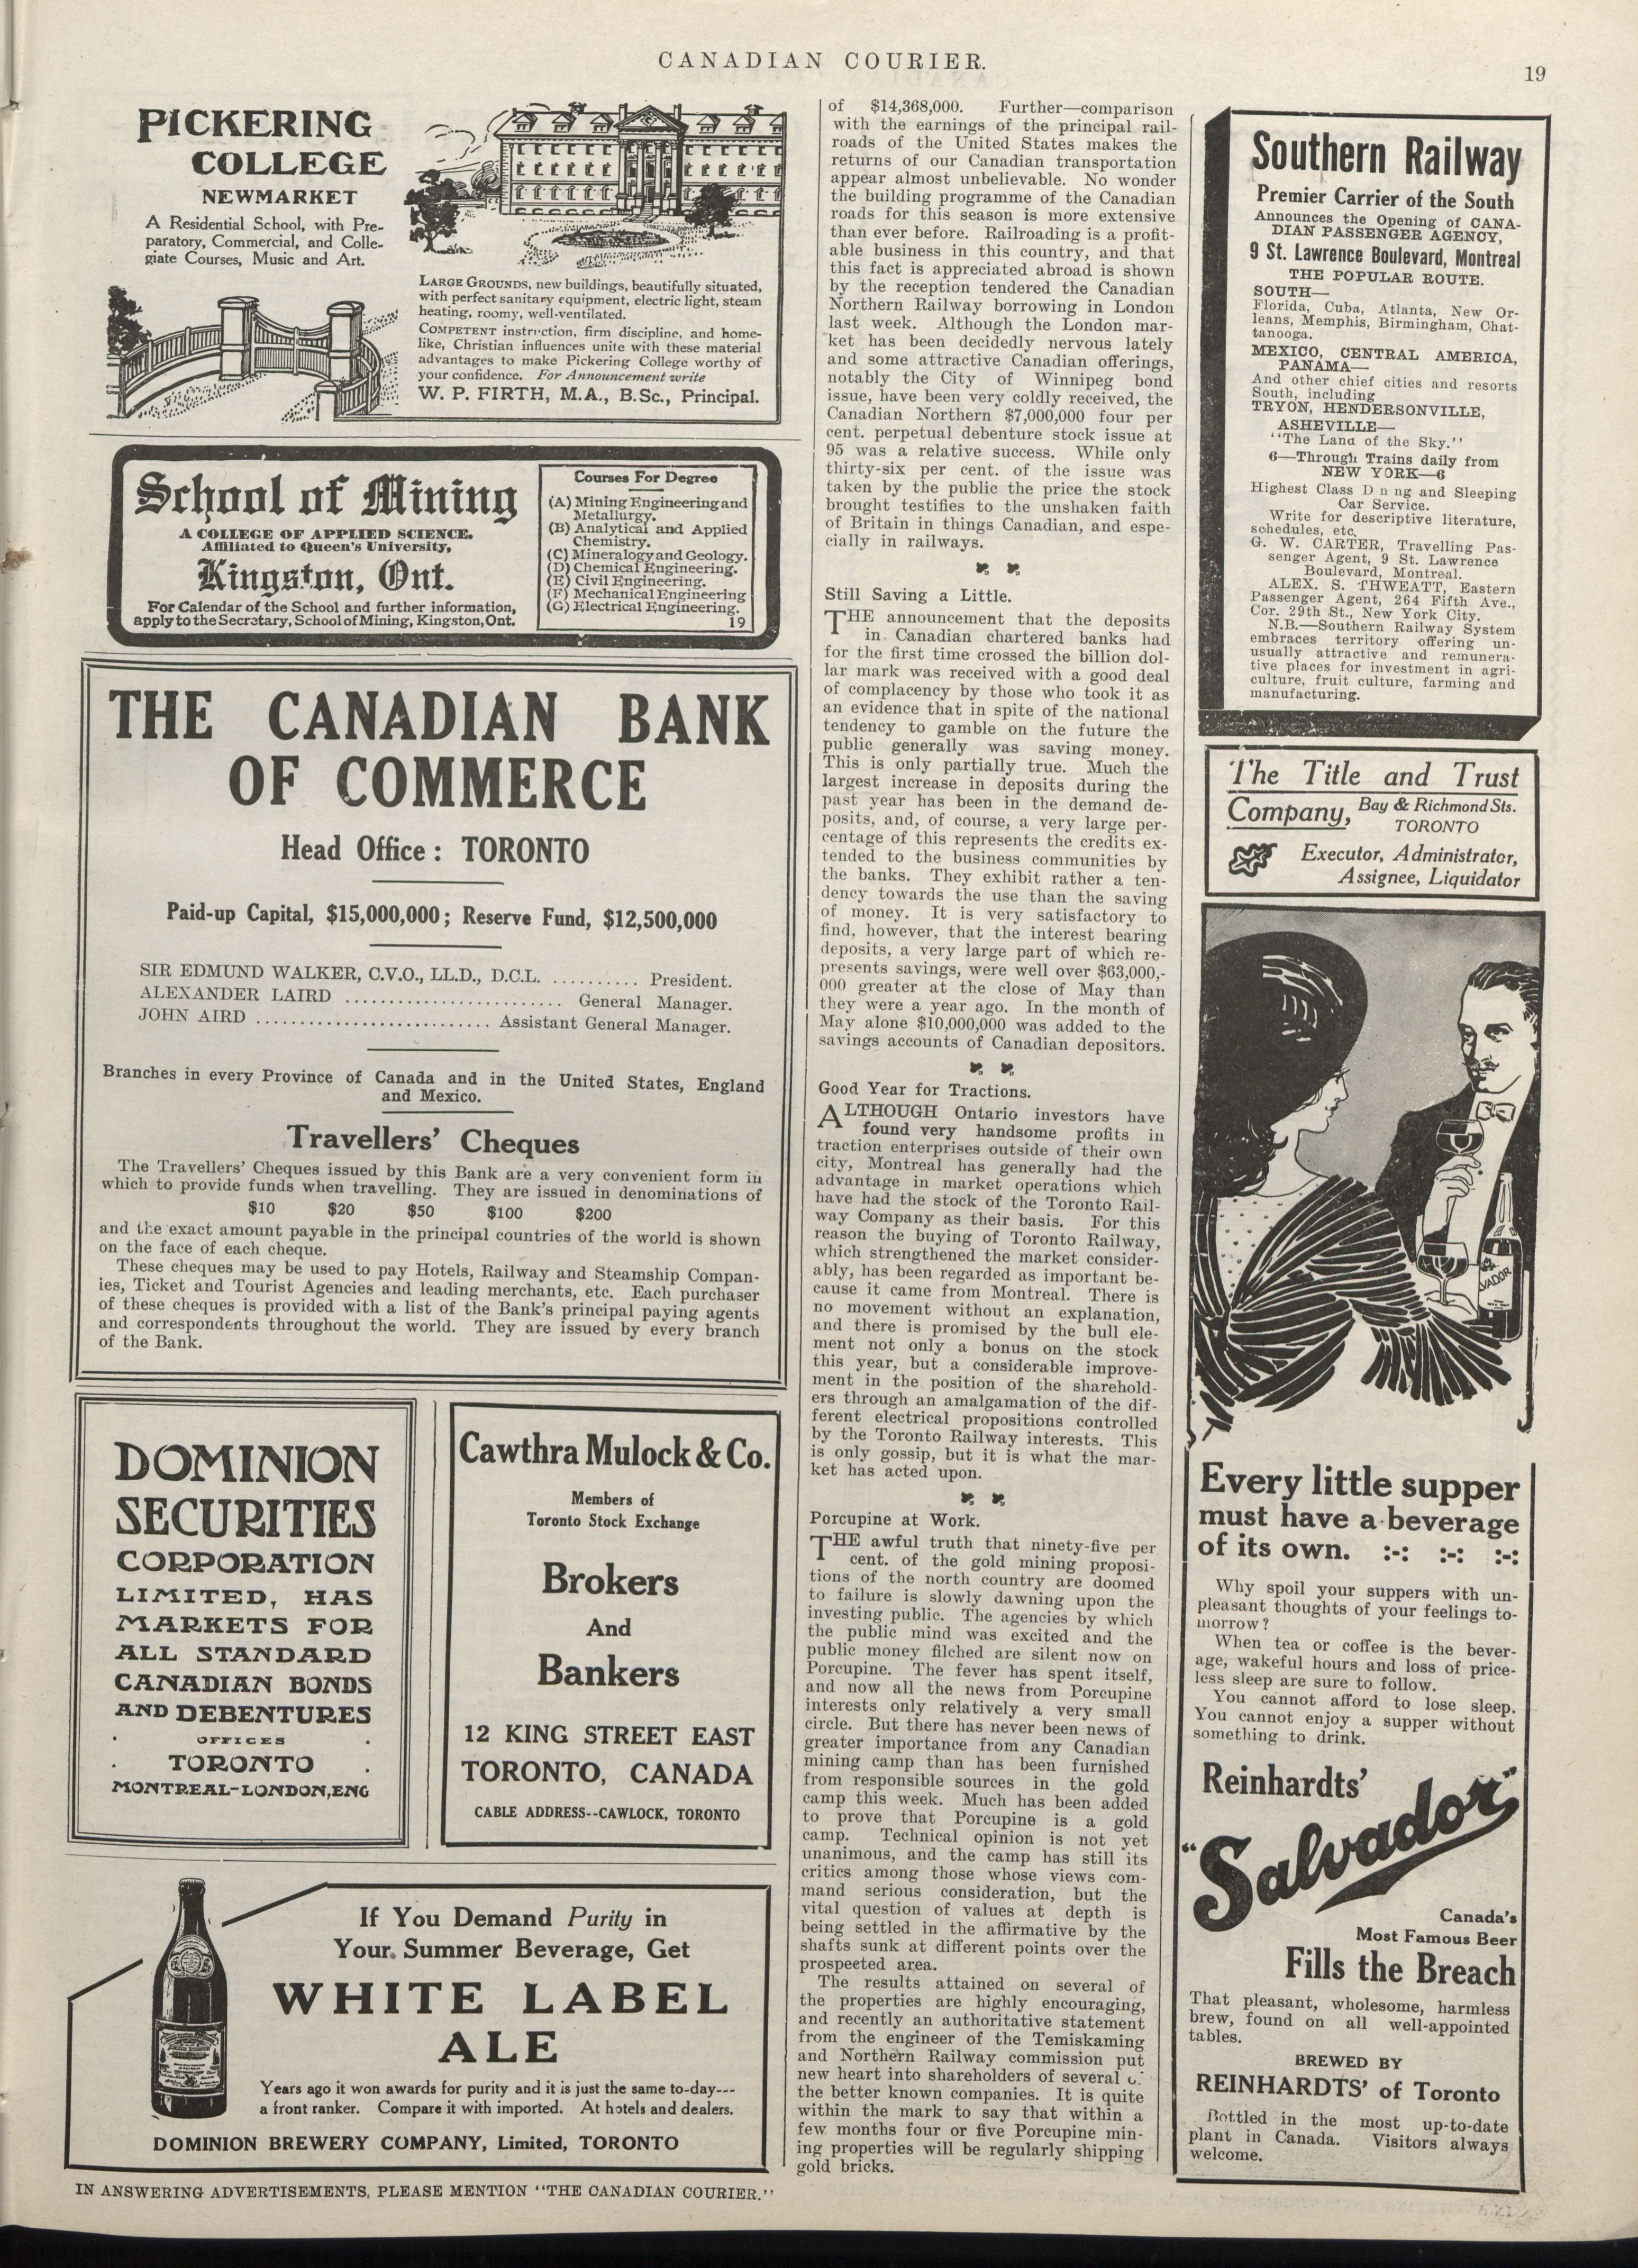 CANADIAN COURIER.
19
PICKERING
COLLEGE
NEWMARKET
A Residential School, with Pre-
paratory, Commercial, and Colle-
giate Courses, Music and Art.
LARGE GROUNDS, new buildings, beautifully situated,
with perfect sanitary equipment, electric light, steam
heating, roomy, well-ventilated.
COMPETENT instruction, firm discipline, and home-
like, Christian influences unite with these material
advantages to make Pickering College worthy of
your confidence. For Announcement write
W. P. FIRTH, M.A., B.Sc., Principal.
School of Mining
A COLLEGE OF APPLIED SCIENCE.
Affiliated to Queen's University,
Kingston, Ont.
For Calendar of the School and further information,
apply to the Secretary, School of Mining, Kingston, Ont.
Courses For Degree
(A) Mining Engineering and
Metallurgy.
(B) Analytical and Applied
Chemistry.
(C) Mineralogy and Geology.
(D) Chemical Engineering.
(E) Civil Engineering.
(F) Mechanical Engineering
(G) Electrical Engineering.
19
THE CANADIAN BANK
OF COMMERCE
Head Office: TORONTO
Paid-up Capital, $15,000,000; Reserve Fund, $12,500,000
SIR EDMUND WALKER, C.V.O., LL.D., D.C.L. .......... President.
ALEXANDER LAIRD ......................... General Manager.
JOHN AIRD ........................... Assistant General Manager.
Branches in every Province of Canada and in the United States, England
and Mexico.
Travellers' Cheques
The Travellers' Cheques issued by this Bank are a very convenient form in
which to provide funds when travelling. They are issued in denominations of
$10 $20 $50 $100 $200
and the exact amount payable in the principal countries of the world is shown
on the face of each cheque.
These cheques may be used to pay Hotels, Railway and Steamship Compan-
ies, Ticket and Tourist Agencies and leading merchants, etc. Each purchaser
of these cheques is provided with a list of the Bank's principal paying agents
and correspondents throughout the world. They are issued by every branch
of the Bank.
DOMINION
SECURITIES
CORPORATION
LIMITED, HAS
MARKETS FOR
ALL STANDARD
CANADIAN BONDS
AND DEBENTURES
OFFICES
TORONTO
MONTREAL-LONDON, ENG
Cawthra Mulock & Co.
Members of
Toronto Stock Exchange
Brokers
And
Bankers
12 KING STREET EAST
TORONTO, CANADA
CABLE ADDRESS--CAWLOCK, TORONTO
If You Demand Purity in
Your Summer Beverage, Get
WHITE LABEL
ALE
Years ago it won awards for purity and it is just the same to-day---
a front ranker. Compare it with imported. At hotels and dealers.
DOMINION BREWERY COMPANY, Limited, TORONTO
IN ANSWERING ADVERTISEMENTS, PLEASE MENTION "THE CANADIAN COURIER."
of $14,368,000. Further—comparison
with the earnings of the principal rail-
roads of the United States makes the
returns of our Canadian transportation
appear almost unbelievable. No wonder
the building programme of the Canadian
roads for this season is more extensive
than ever before. Railroading is a profit-
able business in this country, and that
this fact is appreciated abroad is shown
by the reception tendered the Canadian
Northern Railway borrowing in London
last week. Although the London mar-
ket has been decidedly nervous lately
and some attractive Canadian offerings,
notably the City of Winnipeg bond
issue, have been very coldly received, the
Canadian Northern $7,000,000 four per
cent. perpetual debenture stock issue at
95 was a relative success. While only
thirty-six per cent. of the issue was
taken by the public the price the stock
brought testifies to the unshaken faith
of Britain in things Canadian, and espe-
cially in railways.
Still Saving a Little.
THE announcement that the deposits
in Canadian chartered banks had
for the first time crossed the billion dol-
lar mark was received with a good deal
of complacency by those who took it as
an evidence that in spite of the national
tendency to gamble on the future the
public generally was saving money.
This is only partially true. Much the
largest increase in deposits during the
past year has been in the demand de-
posits, and, of course, a very large per-
centage of this represents the credits ex-
tended to the business communities by
the banks. They exhibit rather a ten-
dency towards the use than the saving
of money. It is very satisfactory to
find, however, that the interest bearing
deposits, a very large part of which re-
presents savings, were well over $63,000,-
000 greater at the close of May than
they were a year ago. In the month of
May alone $10,000,000 was added to the
savings accounts of Canadian depositors.
Good Year for Tractions.
ALTHOUGH Ontario investors have
found very handsome profits in
traction enterprises outside of their own
city, Montreal has generally had the
advantage in market operations which
have had the stock of the Toronto Rail-
way Company as their basis. For this
reason the buying of Toronto Railway,
which strengthened the market consider-
ably, has been regarded as important be-
cause it came from Montreal. There is
no movement without an explanation,
and there is promised by the bull ele-
ment not only a bonus on the stock
this year, but a considerable improve-
ment in the position of the sharehold-
ers through an amalgamation of the dif-
ferent electrical propositions controlled
by the Toronto Railway interests. This
is only gossip, but it is what the mar-
ket has acted upon.
Porcupine at Work.
THE awful truth that ninety-five per
cent. of the gold mining proposi-
tions of the north country are doomed
to failure is slowly dawning upon the
investing public. The agencies by which
the public mind was excited and the
public money filched are silent now on
Porcupine. The fever has spent itself,
and now all the news from Porcupine
interests only relatively a very small
circle. But there has never been news of
greater importance from any Canadian
mining camp than has been furnished
from responsible sources in the gold
camp this week. Much has been added
to prove that Porcupine is a gold
camp. Technical opinion is not yet
unanimous, and the camp has still its
critics among those whose views com-
mand serious consideration, but the
vital question of values at depth is
being settled in the affirmative by the
shafts sunk at different points over the
prospeeted area.
The results attained on several of
the properties are highly encouraging,
and recently an authoritative statement
from the engineer of the Temiskaming
and Northern Railway commission put
new heart into shareholders of several o:
the better known companies. It is quite
within the mark to say that within a
few months four or five Porcupine min-
ing properties will be regularly shipping
gold bricks.
Southern Railway
Premier Carrier of the South
Announces the Opening of CANA-
DIAN PASSENGER AGENCY,
9 St. Lawrence Boulevard, Montreal
THE POPULAR ROUTE.
SOUTH—
Florida, Cuba, Atlanta, New Or-
leans, Memphis, Birmingham, Chat-
tanooga.
MEXICO, CENTRAL AMERICA,
PANAMA—
And other chief cities and resorts
South, including
TRYON, HENDERSONVILLE,
ASHEVILLE—
"The Land of the Sky."
6—Through Trains daily from
NEW YORK—6
Highest Class D n ng and Sleeping
Car Service.
Write for descriptive literature,
schedules, etc.
G. W. CARTER, Travelling Pas-
senger Agent, 9 St. Lawrence
Boulevard, Montreal.
ALEX. S. THWEATT, Eastern
Passenger Agent, 264 Fifth Ave.,
Cor. 29th St., New York City.
N.B.—Southern Railway System
embraces territory offering un-
usually attractive and remunera-
tive places for investment in agri-
culture, fruit culture, farming and
manufacturing.
The Title and Trust
Company, Bay & Richmond Sts.
TORONTO
Executor, Administrator,
Assignee, Liquidator
VADOR
Every little supper
must have a beverage
of its own. :-: :-: :-:
Why spoil your suppers with un-
pleasant thoughts of your feelings to-
morrow?
When tea or coffee is the bever-
age, wakeful hours and loss of price-
less sleep are sure to follow.
You cannot afford to lose sleep.
You cannot enjoy a supper without
something to drink.
Reinhardts'
"Salvador"
Canada's
Most Famous Beer
Fills the Breach
That pleasant, wholesome, harmless
brew, found on all well-appointed
tables.
BREWED BY
REINHARDTS' of Toronto
Bottled in the most up-to-date
plant in Canada. Visitors always
welcome.